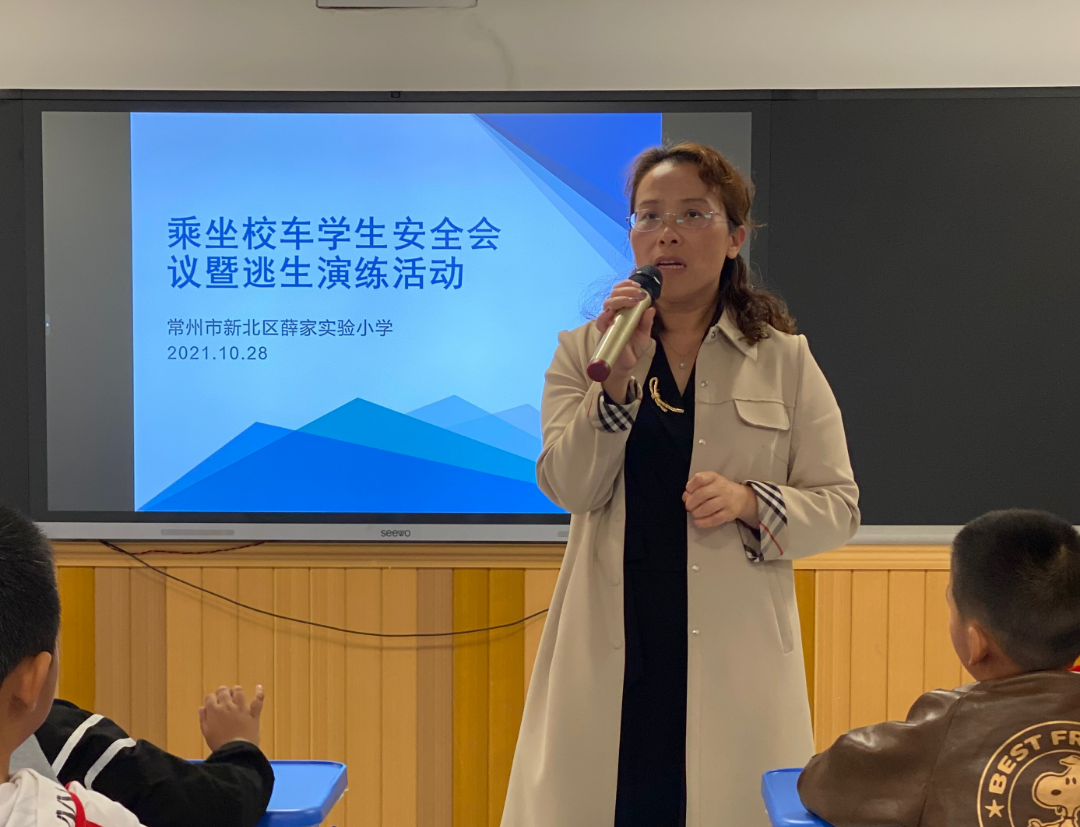 乘坐校车学生安全会
议暨逃生演练活动
常州市新北区薛家实验小学
2021.10.28
seewo
BEST FR